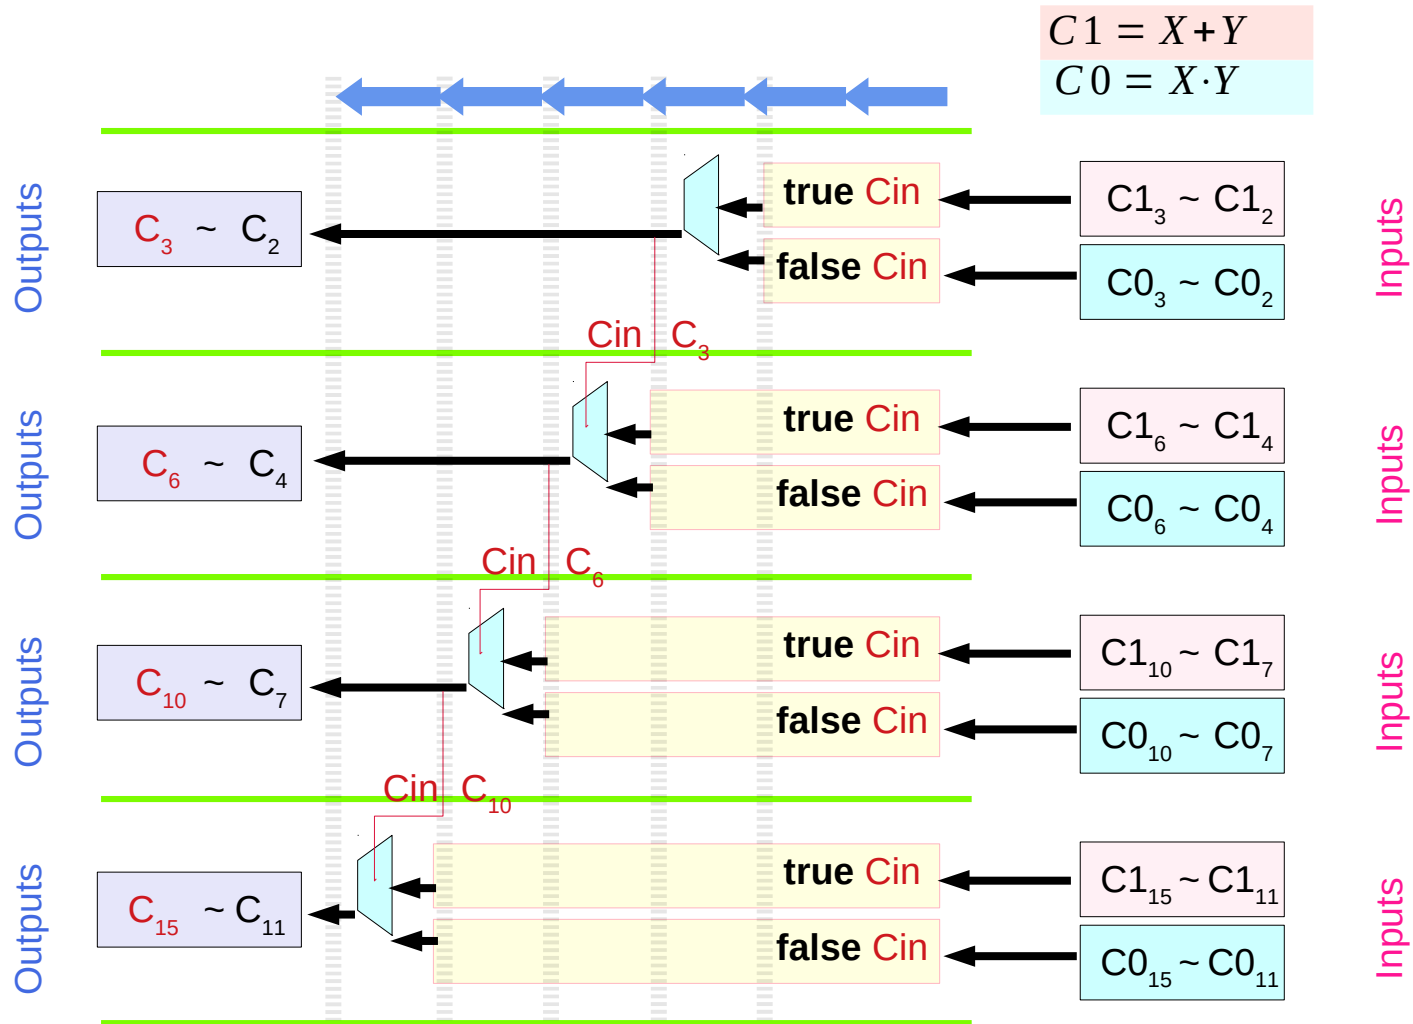 C1 = X+Y
C0 = X·Y
Outputs
C3 ~ C2
true Cin
false Cin
C13 ~ C12
C03 ~ C02
Inputs
Cin C3
Outputs
C6 ~ C4
true Cin
false Cin
C16 ~ C14
C06 ~ C04
Inputs
Cin C6
Outputs
C10 ~ C7
true Cin
false Cin
C110 ~ C17
C010 ~ C07
Inputs
Cin C10
Outputs
C15 ~ C11
true Cin
false Cin
C115 ~ C111
C015 ~ C011
Inputs